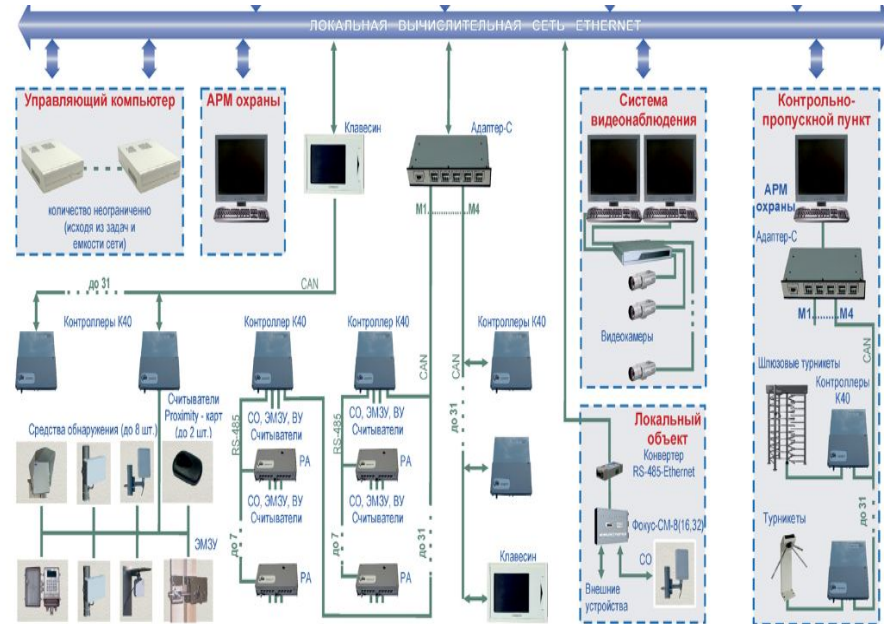 ЛОКАЛЬНАЯ ВЫЧИСЛИТЕЛЬНАЯ СЕТЬ ETHERNET
Управляющий компьютер
количество неограниченно
(исходя из задач и
емкости сети)
АРМ охраны
Клавесин
Адаптер-С
М1..............М4
Система
видеонаблюдения
Видеокамеры
Контрольно-
пропускной пункт
АРМ
охраны
Адаптер-С
М1..............М4
CAN
Шлюзовые турникеты
Контроллеры
К40
Турникеты
до 31
до 31
CAN
Контроллеры К40
Считиватели
Proximity - карт
(до 2 шт.)
Средства обнаружения (до 8 шт.)
ЭМЗУ
Контроллер К40
RS-485
СО, ЭМЗУ, ВУ
Считыватели
РА
СО, ЭМЗУ, ВУ
Считыватели
до 7
РА
Контроллер К40
RS-485
СО, ЭМЗУ, ВУ
Считыватели
РА
СО, ЭМЗУ, ВУ
Считыватели
до 7
РА
CAN
до 31
CAN
до 31
Контроллеры К40
Клавесин
Локальный
объект
Конвертер
RS-485-Ethernet
Фокус-СМ-8(16,32)
СО
Внешние
устройства